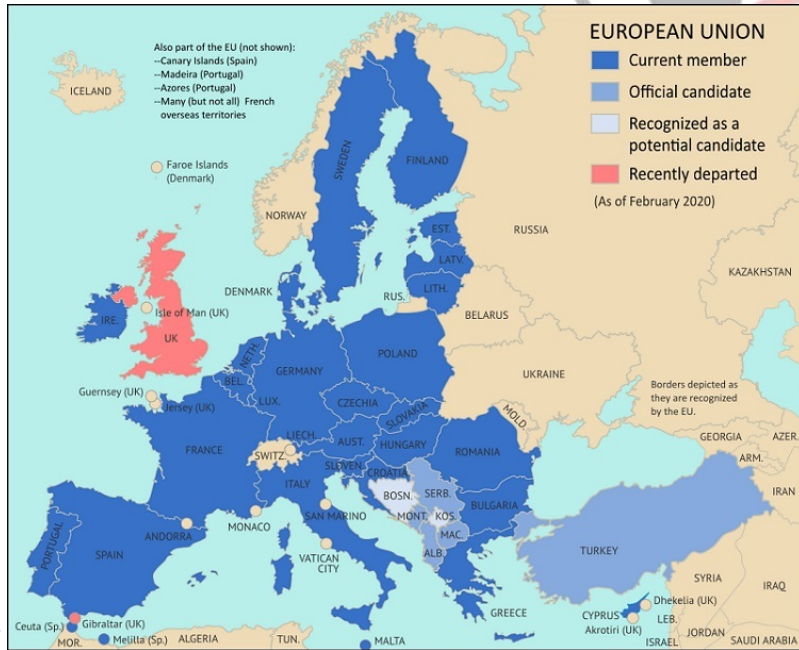 EUROPEAN UNION
Current member
Official candidate
Recognized as a
potential candidate
Recently departed
(As of February 2020)
Also part of the EU (not shown):
--Canary Islands (Spain)
--Madeira (Portugal)
--Azores (Portugal)
--Many (but not all) French
overseas territories
ICELAND
Faroe Islands
(Denmark)
SWEDEN
FINLAND
NORWAY
RUSSIA
EST.
LATV.
LITH.
RUS.
DENMARK
KAZAKHSTAN
BELARUS
IRE.
Isle of Man (UK)
UK
NETH.
BEL.
GERMANY
POLAND
UKRAINE
Guernsey (UK)
Jersey (UK)
LUX.
CZECHIA
SLOVAKIA
MOLD.
Borders depicted as
they are recognized
by the EU.
FRANCE
LIECH.
SWITZ.
AUST.
HUNGARY
ROMANIA
GEORGIA
AZER.
ARM.
SLOVEN.
CROATIA
ITALY
BOSN.
SERB.
IRAN
MONACO
SAN MARINO
MONT.
KOS.
BULGARIA
ANDORRA
PORTUGAL
SPAIN
VATICAN
CITY
MAC.
ALB.
TURKEY
SYRIA
IRAQ
GREECE
CYPRUS
Dhekelia (UK)
Akrotiri (UK)
LEB.
Ceuta (Sp.)
Gibraltar (UK)
MOR.
Melilla (Sp.)
ALGERIA
TUN.
MALTA
ISRAEL
JORDAN
SAUDI ARABIA